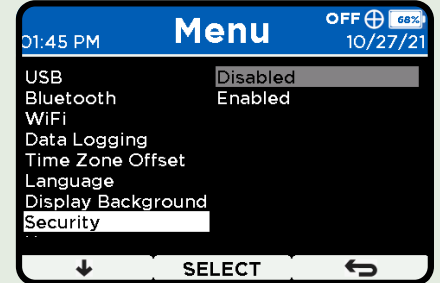 OFF 68%
Menu
01:45 PM 10/27/21
USB Disabled
Bluetooth Enabled
WiFi
Data Logging
Time Zone Offset
Language
Display Background
Security
SELECT